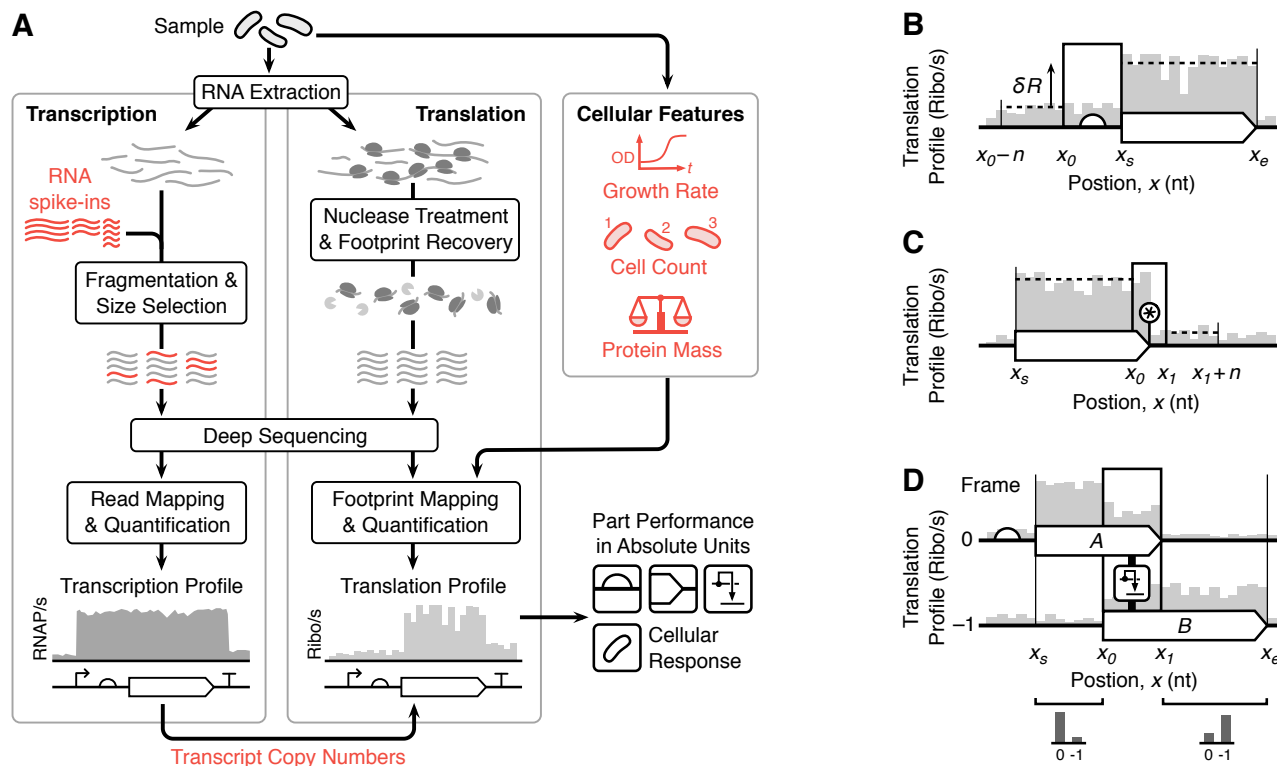 A
Sample
RNA Extraction
Transcription
Translation
Cellular Features
RNA
spike-ins
OD
t
Growth Rate
Nuclease Treatment
& Footprint Recovery
1
2
3
Cell Count
Fragmentation &
Size Selection
Protein Mass
Deep Sequencing
Read Mapping
& Quantification
Footprint Mapping
& Quantification
Part Performance
in Absolute Units
Transcription Profile
Translation Profile
RNAP/s
Ribo/s
Cellular
Response
Transcript Copy Numbers
B
Translation
Profile (Ribo/s)
δR
x0−n
x0
xs
xe
Postion, x (nt)
C
Translation
Profile (Ribo/s)
*
xs
x0
x1
x1+n
Postion, x (nt)
D
Translation
Profile (Ribo/s)
Frame
0
A
−1
B
xs
x0
x1
xe
Postion, x (nt)
0 -1
0 -1